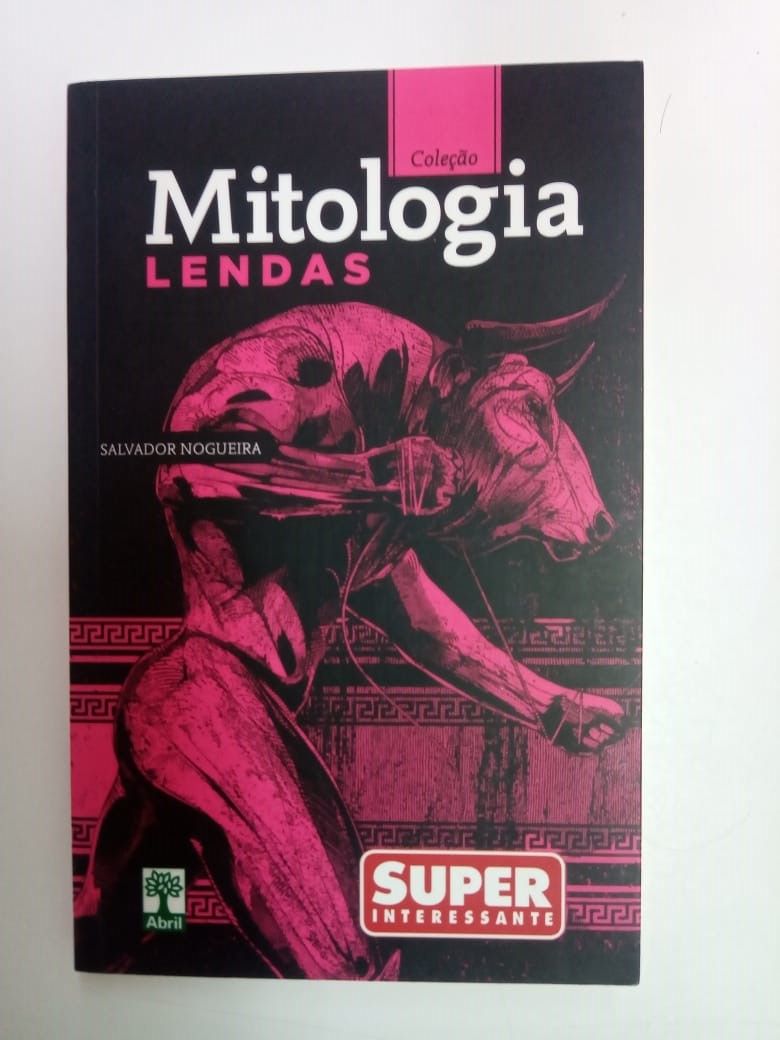 Coleção
Mitologia
LENDAS
SALVADOR NOGUEIRA
SUPER
INTERESSANTE
Abril